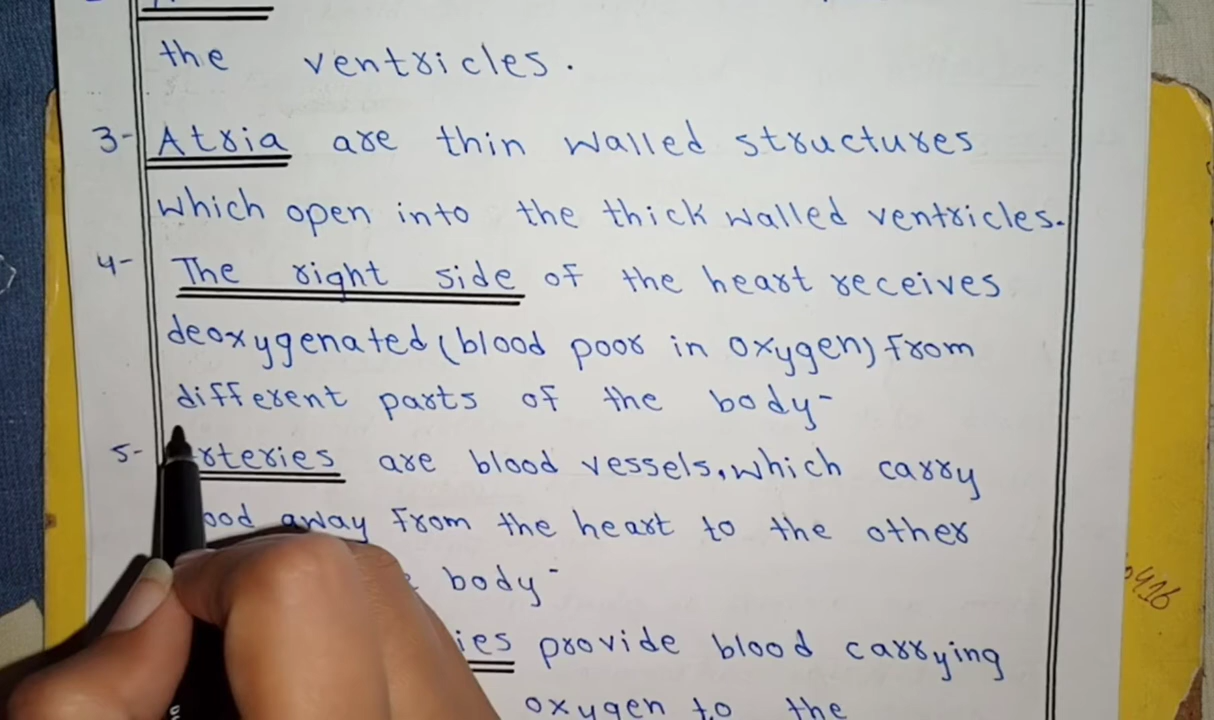 the ventricles.
3- Atria are thin walled structures
which open into the thick walled ventricles.
4- The right side of the heart receives
deoxygenated (blood poor in oxygen) from
different parts of the body-
5- rteries are blood vessels, which carry
ood away from the heart to the other
body-
ies provide blood carrying
oxygen to the